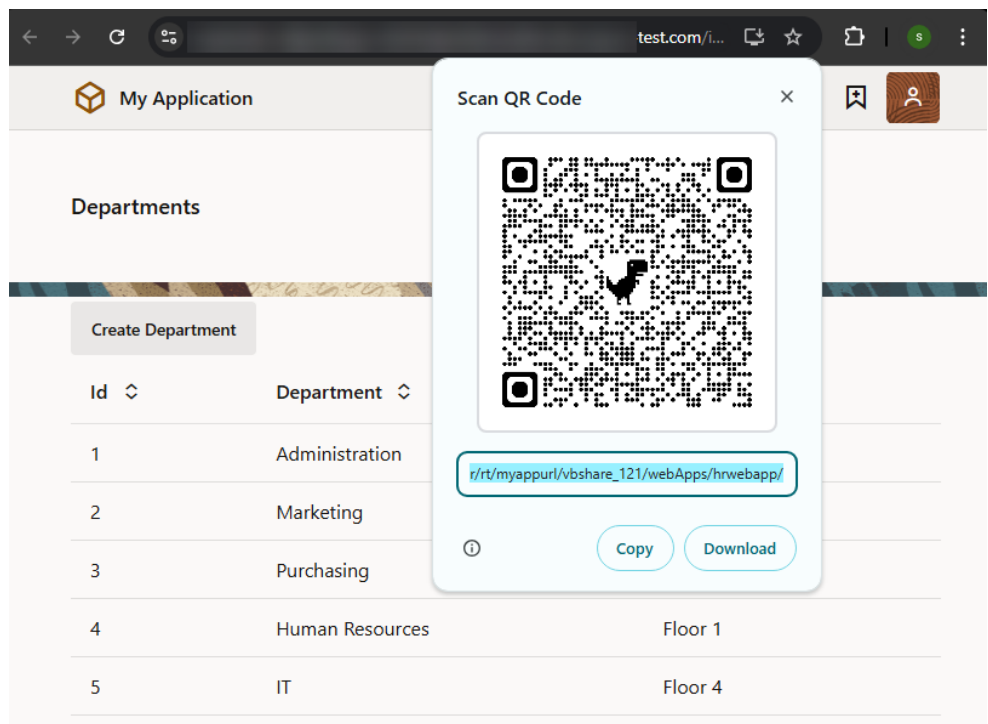 -test.com/i...
S
My Application
Scan QR Code
Departments
Create Department
r/rt/myappurl/vbshare_121/webApps/hrwebapp/
Copy
Download
Id
Department
1
Administration
2
Marketing
3
Purchasing
4
Human Resources
Floor 1
5
IT
Floor 4